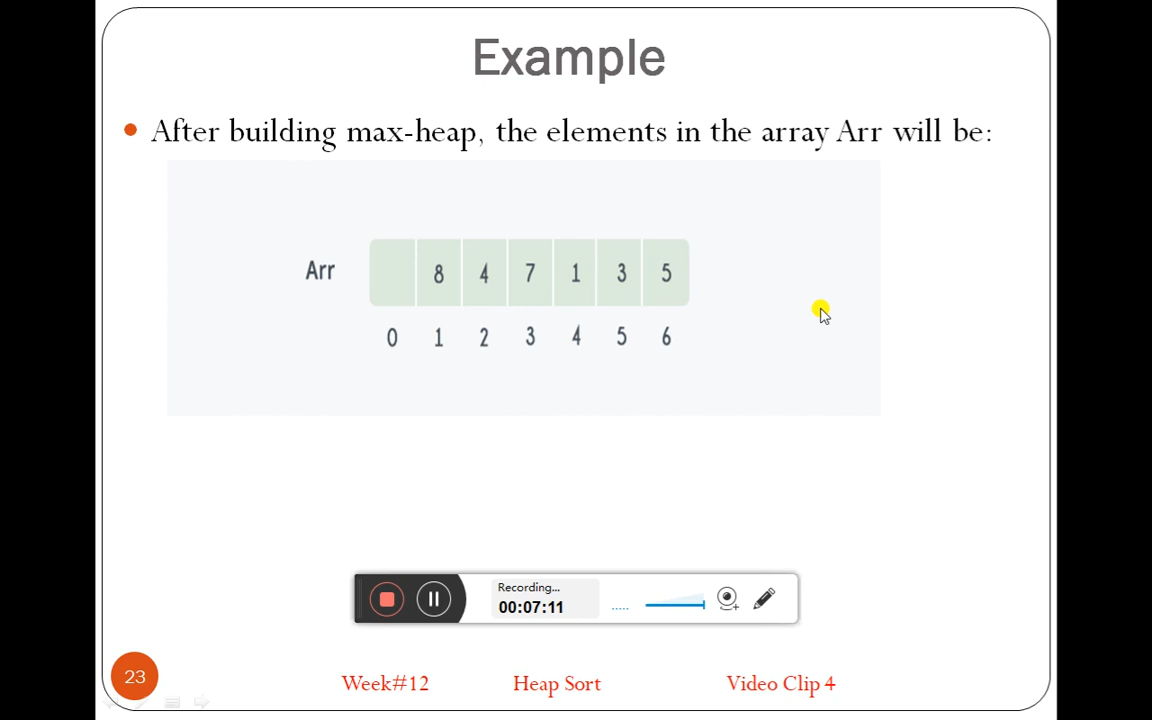 Example
After building max-heap, the elements in the array Arr will be:
Arr 8 4 7 1 3 5
0 1 2 3 4 5 6
Recording...
00:07:11
23 Week#12 Heap Sort Video Clip 4